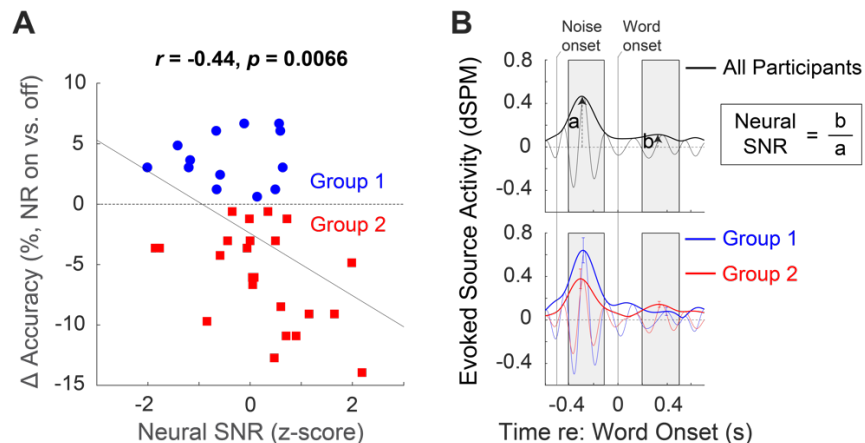 A
r = -0.44, p = 0.0066
Δ Accuracy (%, NR on vs. off)
10
5
0
-5
-10
-15
Group 1
Group 2
-2
0
2
Neural SNR (z-score)
B
Noise onset
Word onset
Evoked Source Activity (dSPM)
0.8
0.4
0
-0.4
a
b
All Participants
Neural SNR = b/a
0.8
0.4
0
-0.4
Group 1
Group 2
-0.4
0
0.4
Time re: Word Onset (s)